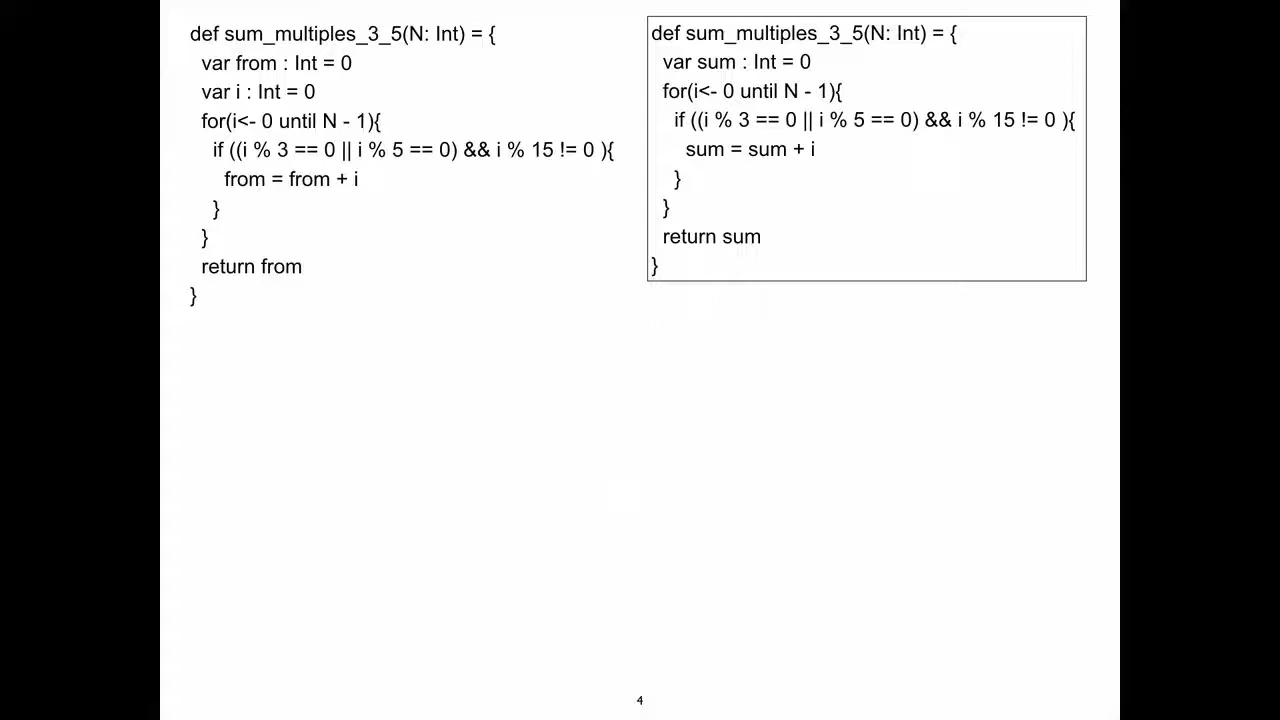 def sum_multiples_3_5(N: Int) = {
var from : Int = 0
var i : Int = 0
for(i<- 0 until N - 1){
if ((i % 3 == 0 || i % 5 == 0) && i % 15 != 0 ){
from = from + i
}
}
return from
}
def sum_multiples_3_5(N: Int) = {
var sum : Int = 0
for(i<- 0 until N - 1){
if ((i % 3 == 0 || i % 5 == 0) && i % 15 != 0 ){
sum = sum + i
}
}
return sum
}
4